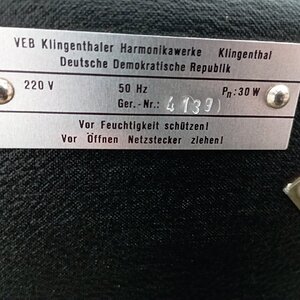 VEB Klingenthaler Harmonikawerke Klingenthal
Deutsche Demokratische Republik
220 V 50 Hz Pn: 30 W
Ger.-Nr.: 4139
Vor Feuchtigkeit schützen!
Vor Öffnen Netzstecker ziehen!